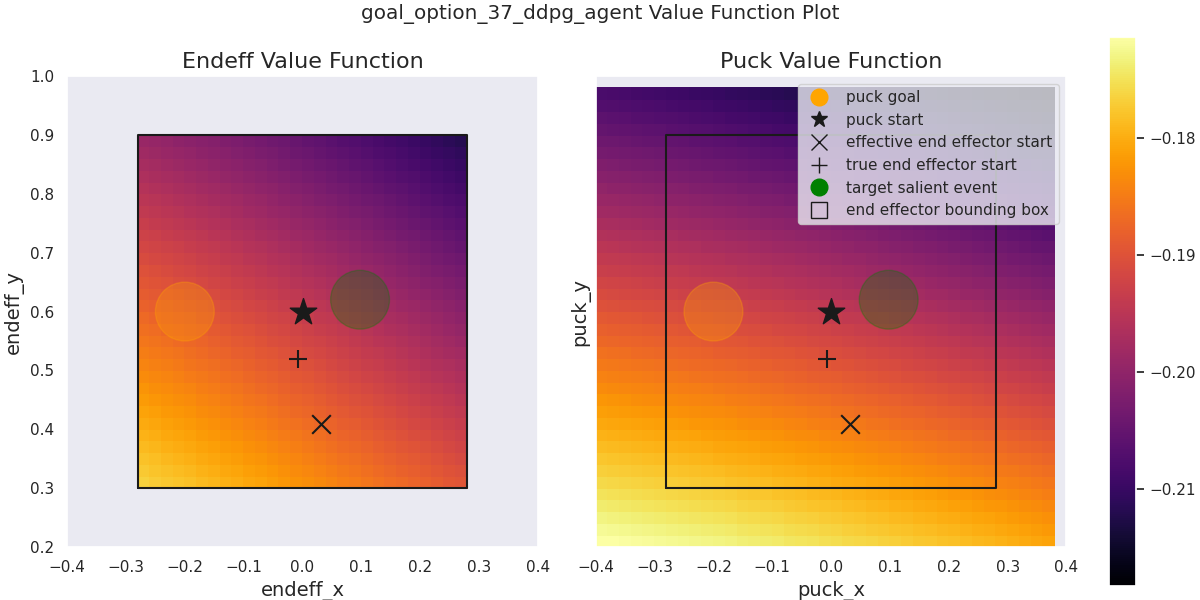 goal_option_37_ddpg_agent Value Function Plot
Endeff Value Function
endeff_y
1.0
0.9
0.8
0.7
0.6
0.5
0.4
0.3
0.2
−0.4 −0.3 −0.2 −0.1 0.0 0.1 0.2 0.3 0.4
endeff_x
Puck Value Function
puck_y
puck goal
puck start
effective end effector start
true end effector start
target salient event
end effector bounding box
−0.4 −0.3 −0.2 −0.1 0.0 0.1 0.2 0.3 0.4
puck_x
−0.18
−0.19
−0.20
−0.21